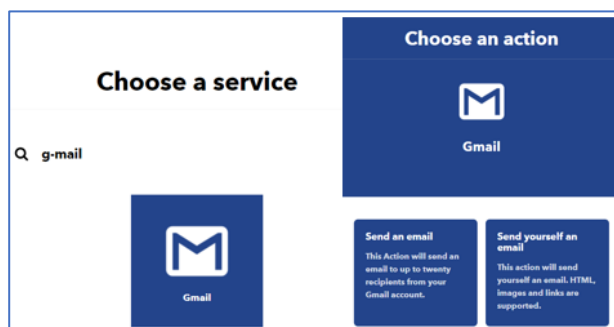 Choose a service
g-mail
Gmail
Choose an action
Gmail
Send an email
This Action will send an
email to up to twenty
recipients from your
Gmail account.
Send yourself an
email
This action will send
yourself an email. HTML,
images and links are
supported.